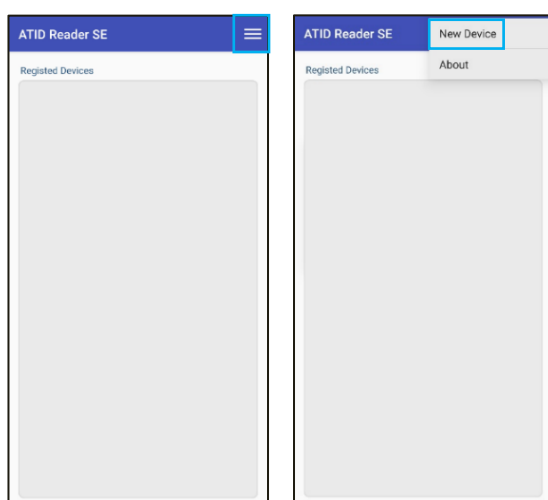 ATID Reader SE
Registed Devices
ATID Reader SE
New Device
About
Registed Devices